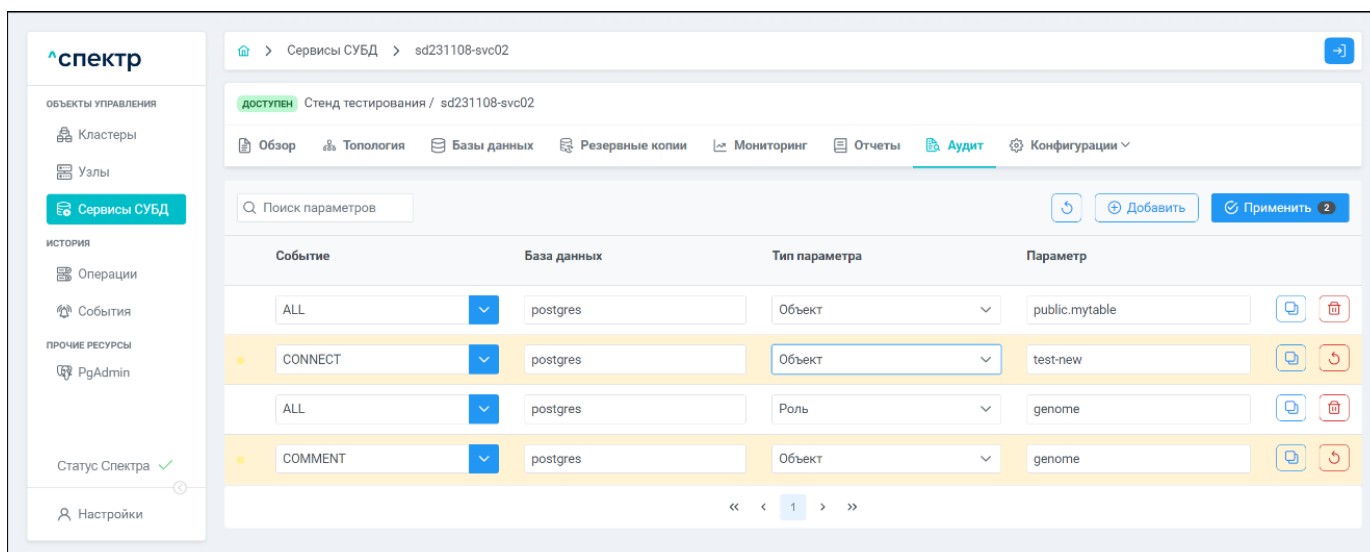 ^спектр
ОБЪЕКТЫ УПРАВЛЕНИЯ
Кластеры
Узлы
Сервисы СУБД
ИСТОРИЯ
Операции
События
ПРОЧИЕ РЕСУРСЫ
PgAdmin
Статус Спектра
Настройки
> Сервисы СУБД > sd231108-svc02
ДОСТУПЕН Стенд тестирования / sd231108-svc02
Обзор Топология Базы данных Резервные копии Мониторинг Отчеты Аудит Конфигурации
Поиск параметров Добавить Применить 2
Событие База данных Тип параметра Параметр
ALL postgres Объект public.mytable
CONNECT postgres Объект test-new
ALL postgres Роль genome
COMMENT postgres Объект genome
« ‹ 1 › »